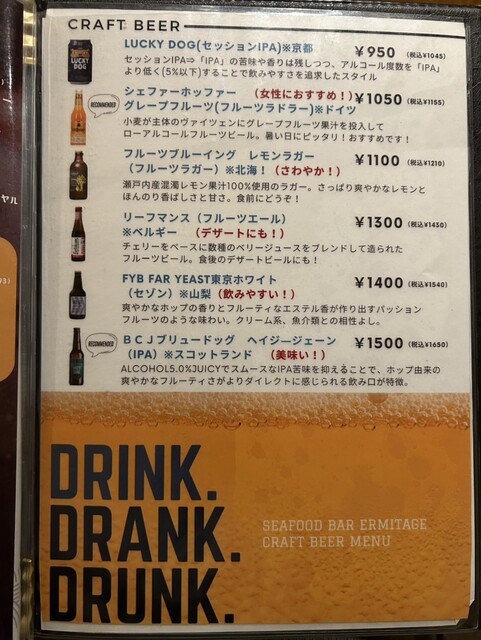 CRAFT BEER
LUCKY DOG(セッションIPA)※京都 ￥950 (税込¥1045)
セッションIPA⇒「IPA」の苦味や香りは残しつつ、アルコール度数を「IPA」
より低く(5%以下)することで飲みやすさを追求したスタイル
LUCKY DOG
シェファーホッファー (女性におすすめ！) ￥1050 (税込¥1155)
RECOMMENDED
グレープフルーツ(フルーツラドラー)※ドイツ
小麦が主体のヴァイツェンにグレープフルーツ果汁を投入して
ローアルコールフルーツビール。暑い日にピッタリ！おすすめです！
フルーツブルーイング レモンラガー ￥1100 (税込¥1210)
(フルーツラガー）※北海！(さわやか！)
瀬戸内産混濁レモン果汁100%使用のラガー。さっぱり爽やかなレモンと
ほんのり香ばしさと甘さ。食前にどうぞ！
リーフマンス（フルーツエール） ￥1300 (税込¥1430)
※ベルギー （デザートにも！）
チェリーをベースに数種のベリージュースをブレンドして造られた
フルーツビール。食後のデザートビールにも！
FYB FAR YEAST東京ホワイト ￥1400 (税込¥1540)
（セゾン）※山梨（飲みやすい！）
爽やかなホップの香りとフルーティなエステル香が作り出すパッション
フルーツのような味わい。クリーム系、魚介類との相性よし。
ＢＣＪブリュードッグ ヘイジージェーン ￥1500 (税込¥1650)
RECOMMENDED
（IPA）※スコットランド （美味い！）
ALCOHOL5.0%JUICYでスムースなIPA苦味を抑えることで、ホップ由来の
爽やかなフルーティさがよりダイレクトに感じられる飲み口が特徴。
DRINK.
DRANK.
DRUNK.
SEAFOOD BAR ERMITAGE
CRAFT BEER MENU
ヤル